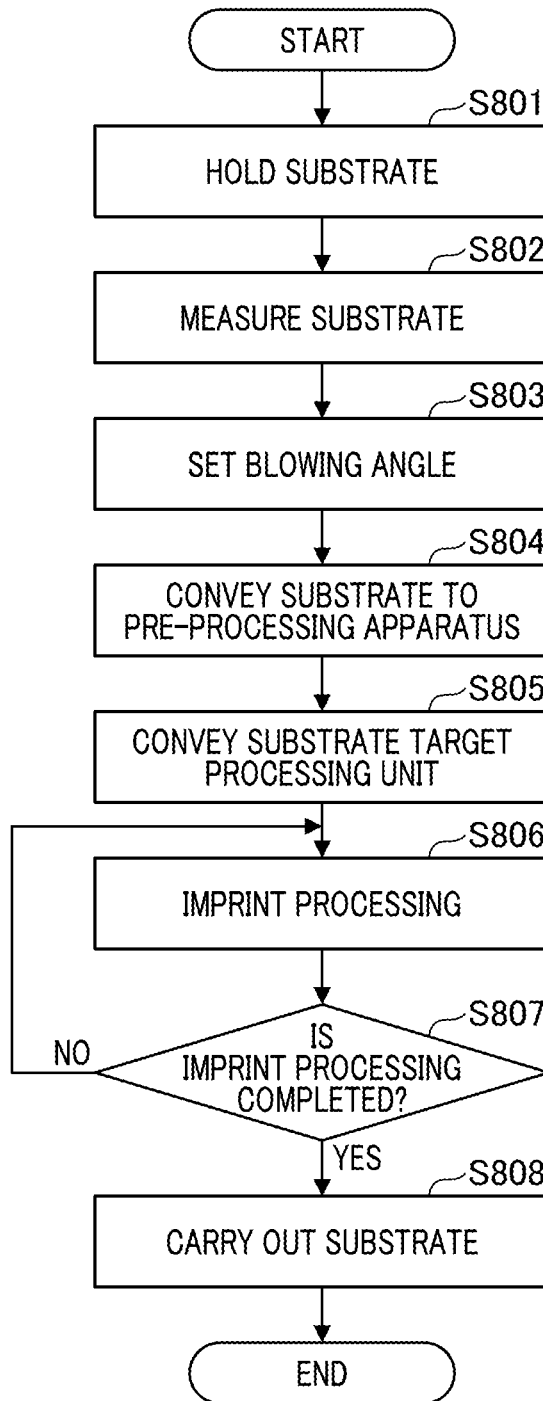 START
S801
HOLD SUBSTRATE
S802
MEASURE SUBSTRATE
S803
SET BLOWING ANGLE
S804
CONVEY SUBSTRATE TO
PRE-PROCESSING APPARATUS
S805
CONVEY SUBSTRATE TARGET
PROCESSING UNIT
S806
IMPRINT PROCESSING
S807
IS
IMPRINT PROCESSING
COMPLETED?
NO
YES
S808
CARRY OUT SUBSTRATE
END